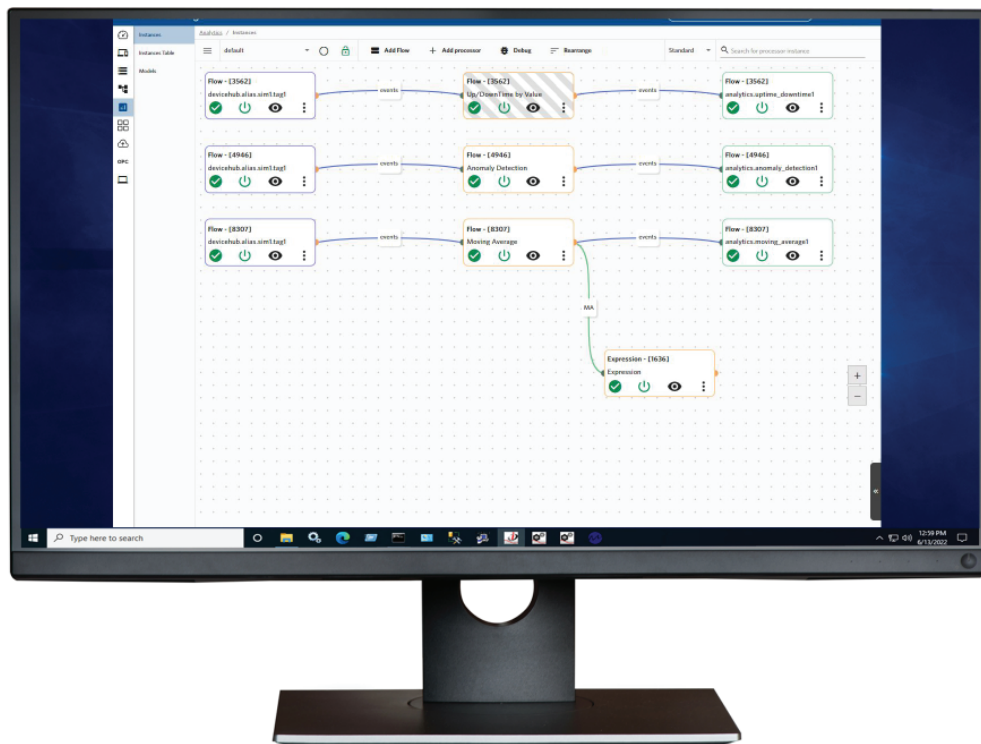 Analytics / Instances
Instances
Instances Table
Models
OPC
default
Add Flow
Add processor
Debug
Rearrange
Standard
Search for processor instance
Flow - [3562]
devicehub.alias.sim1.tag1
events
Flow - [3562]
Up/DownTime by Value
events
Flow - [3562]
analytics.uptime_downtime1
Flow - [4946]
devicehub.alias.sim1.tag1
events
Flow - [4946]
Anomaly Detection
events
Flow - [4946]
analytics.anomaly_detection1
Flow - [8307]
devicehub.alias.sim1.tag1
events
Flow - [8307]
Moving Average
events
Flow - [8307]
analytics.moving_average1
MA
Expression - [1636]
Expression
+
−
«
Type here to search
12:59 PM
6/13/2022